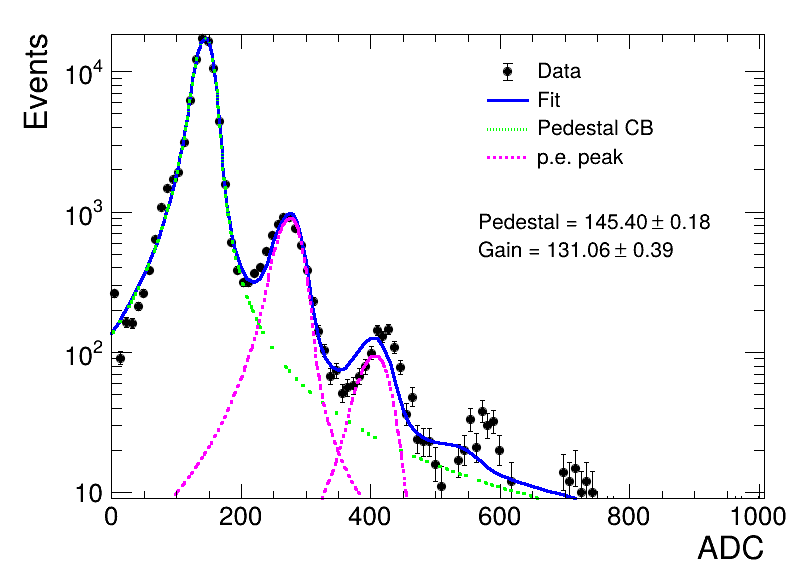 Events
10⁴
10³
10²
10
Data
Fit
Pedestal CB
p.e. peak
Pedestal = 145.40 ± 0.18
Gain = 131.06 ± 0.39
0 200 400 600 800 1000
ADC